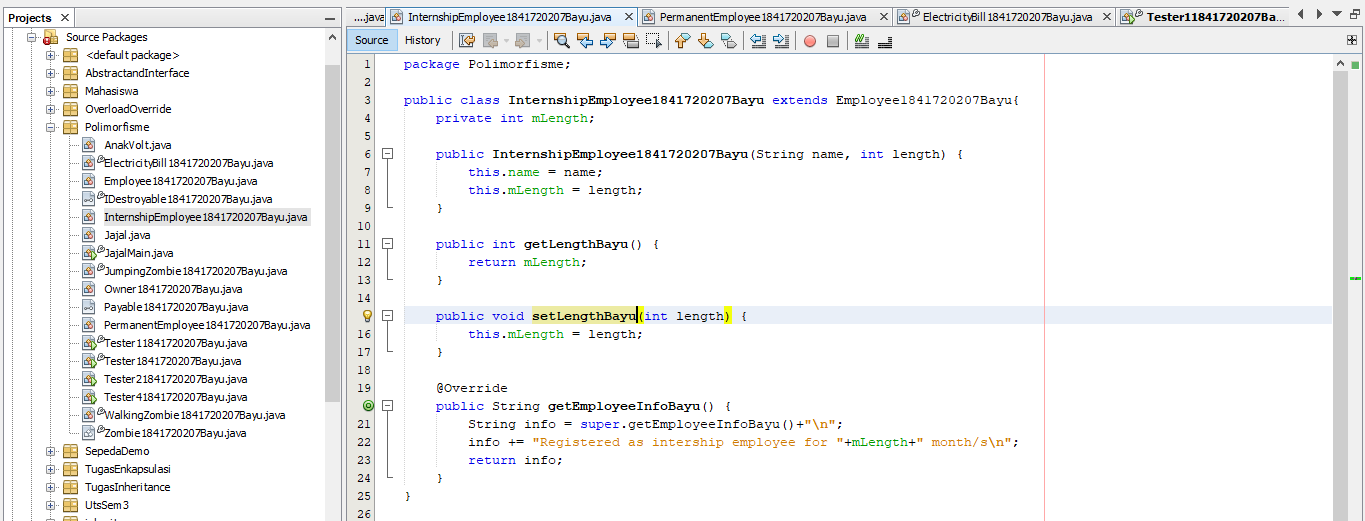 Projects
Source Packages
<default package>
AbstractandInterface
Mahasiswa
OverloadOverride
Polimorfisme
AnakVolt.java
ElectricityBill1841720207Bayu.java
Employee1841720207Bayu.java
IDestroyable1841720207Bayu.java
InternshipEmployee1841720207Bayu.java
Jajal.java
JajalMain.java
JumpingZombie1841720207Bayu.java
Owner1841720207Bayu.java
Payable1841720207Bayu.java
PermanentEmployee1841720207Bayu.java
Tester11841720207Bayu.java
Tester1841720207Bayu.java
Tester21841720207Bayu.java
Tester41841720207Bayu.java
WalkingZombie1841720207Bayu.java
Zombie1841720207Bayu.java
SepedaDemo
TugasEnkapsulasi
TugasInheritance
UtsSem3
....java InternshipEmployee1841720207Bayu.java PermanentEmployee1841720207Bayu.java ElectricityBill1841720207Bayu.java Tester11841720207Ba...
Source History
1 package Polimorfisme;
2
3 public class InternshipEmployee1841720207Bayu extends Employee1841720207Bayu{
4 private int mLength;
5
6 public InternshipEmployee1841720207Bayu(String name, int length) {
7 this.name = name;
8 this.mLength = length;
9 }
10
11 public int getLengthBayu() {
12 return mLength;
13 }
14
public void setLengthBayu(int length) {
16 this.mLength = length;
17 }
18
19 @Override
public String getEmployeeInfoBayu() {
21 String info = super.getEmployeeInfoBayu()+"\n";
22 info += "Registered as intership employee for "+mLength+" month/s\n";
23 return info;
24 }
25 }
26